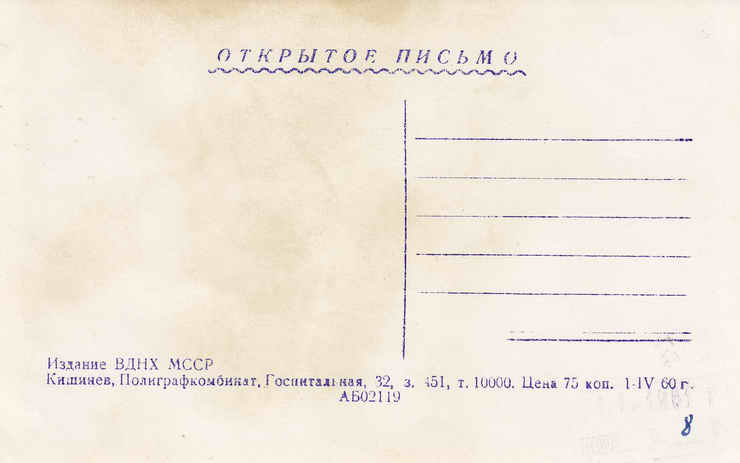 ОТКРЫТОЕ ПИСЬМО
Издание ВДНХ МССР
Кишинев, Полиграфкомбинат, Госпитальная, 32, з. 451, т. 10000. Цена 75 коп. 1-IV 60 г.
АБ02119
8